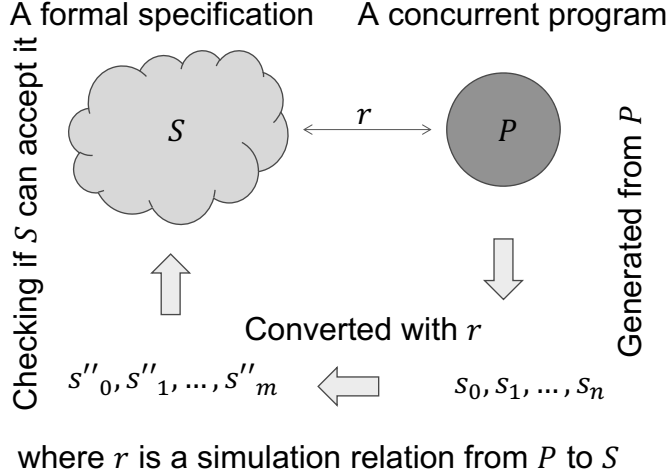 A formal specification
A concurrent program
Checking if S can accept it
S
r
P
Generated from P
Converted with r
s''₀, s''₁, ..., s''ₘ
s₀, s₁, ..., sₙ
where r is a simulation relation from P to S